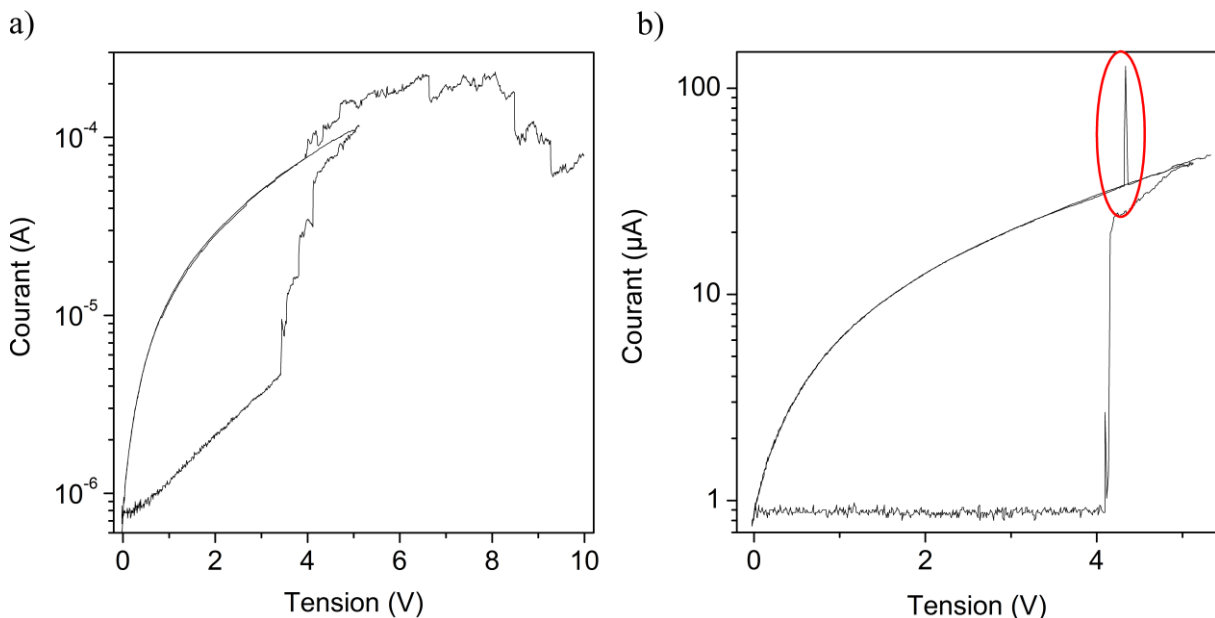 a)
10⁻⁴
10⁻⁵
10⁻⁶
Courant (A)
0 2 4 6 8 10
Tension (V)
b)
100
10
1
Courant (µA)
0 2 4
Tension (V)